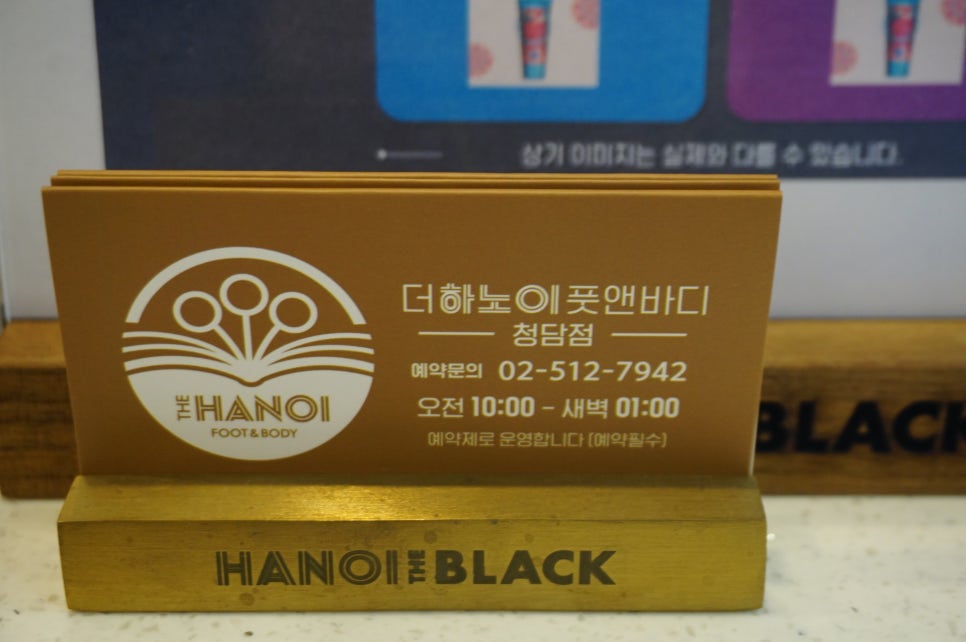 상기 이미지는 실제와 다를 수 있습니다.
더하노이풋앤바디
청담점
예약문의 02-512-7942
오전 10:00 - 새벽 01:00
예약제로 운영합니다 (예약필수)
THE HANOI
FOOT & BODY
BLACK
HANOI THE BLACK